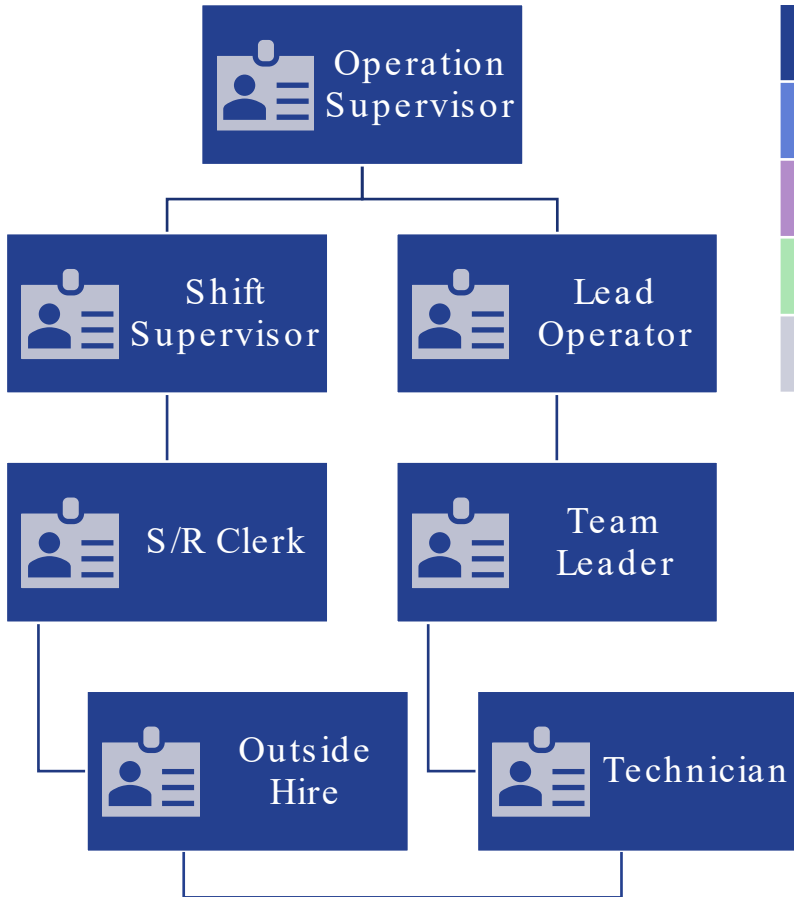 Operation
Supervisor
Shift
Supervisor
Lead
Operator
S/R Clerk
Team
Leader
Outside
Hire
Technician